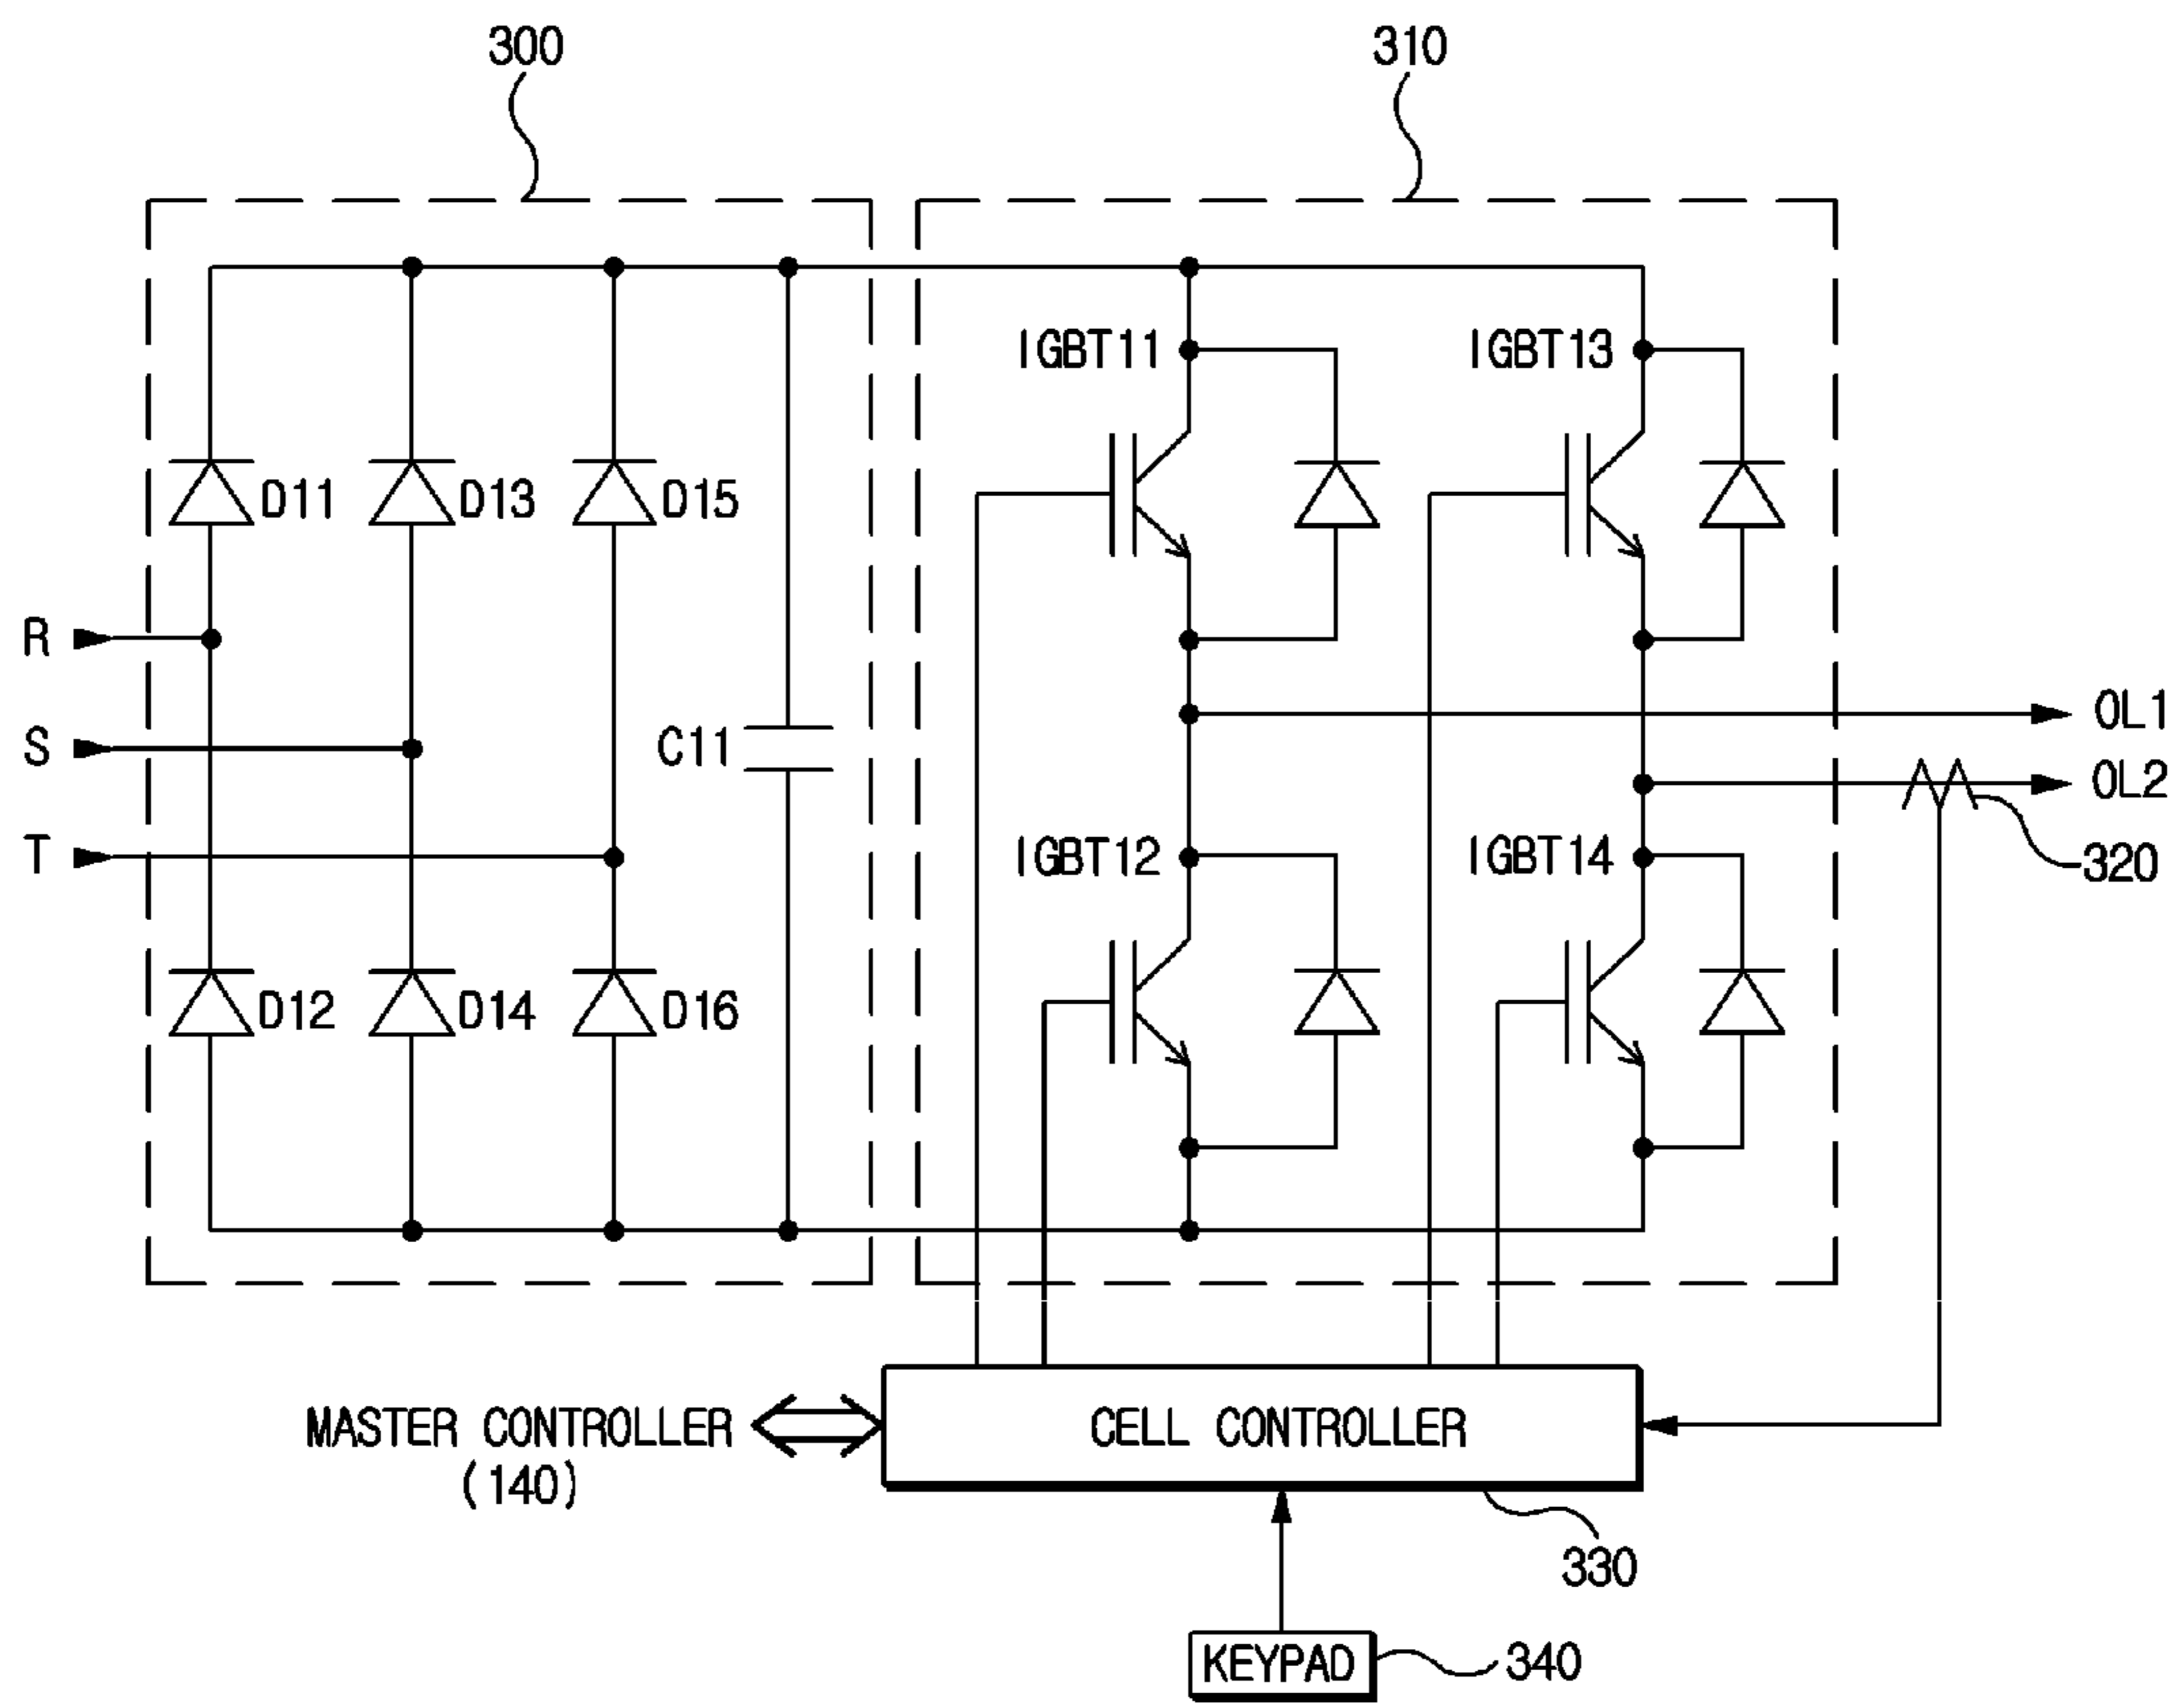 300
310
IGBT11
IGBT13
D11
D13
D15
R
S
T
C11
OL1
OL2
320
IGBT12
IGBT14
D12
D14
D16
MASTER CONTROLLER
(140)
CELL CONTROLLER
330
KEYPAD
340